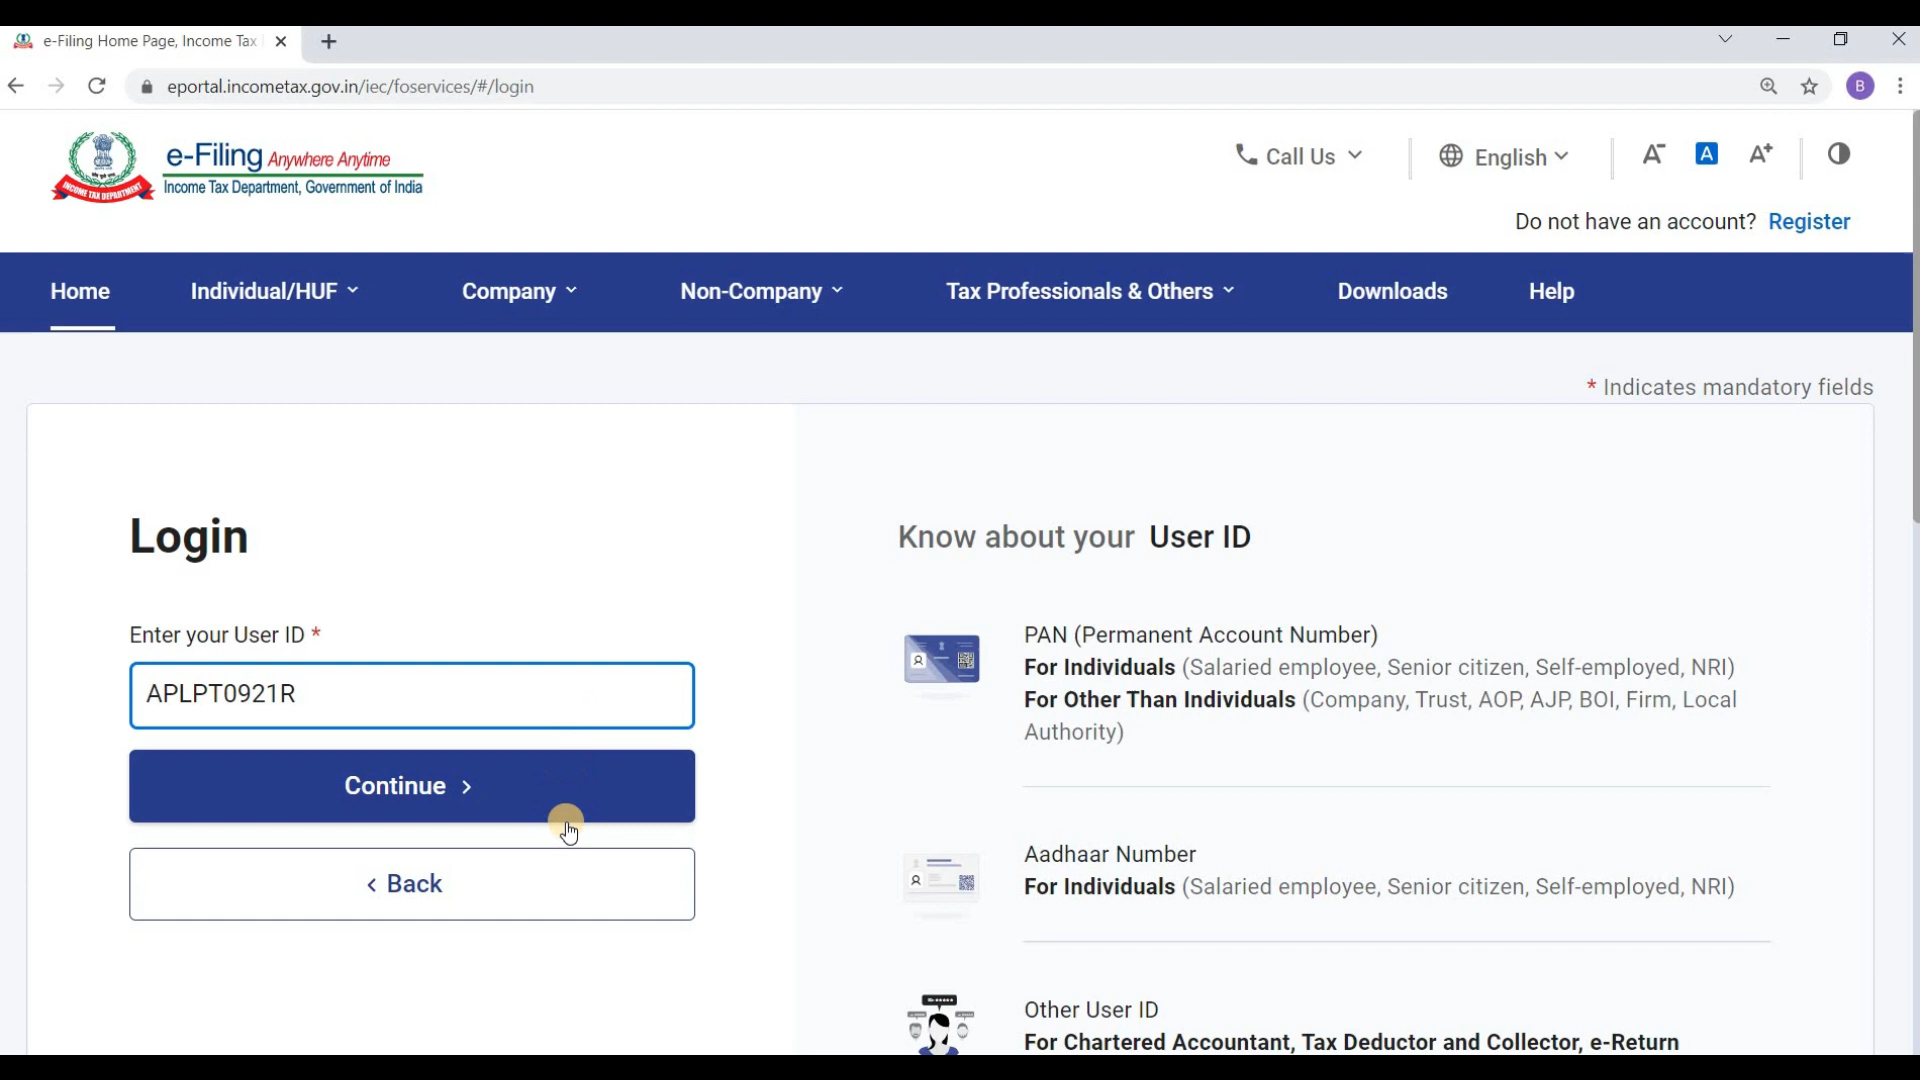 e-Filing Home Page, Income Tax
eportal.incometax.gov.in/iec/foservices/#/login
B
e-Filing Anywhere Anytime
Income Tax Department, Government of India
INCOME TAX DEPARTMENT
Call Us
English
A-
A
A+
Do not have an account? Register
Home
Individual/HUF
Company
Non-Company
Tax Professionals & Others
Downloads
Help
* Indicates mandatory fields
Login
Enter your User ID *
APLPT0921R
Continue >
< Back
Know about your User ID
PAN (Permanent Account Number)
For Individuals (Salaried employee, Senior citizen, Self-employed, NRI)
For Other Than Individuals (Company, Trust, AOP, AJP, BOI, Firm, Local
Authority)
Aadhaar Number
For Individuals (Salaried employee, Senior citizen, Self-employed, NRI)
Other User ID
For Chartered Accountant, Tax Deductor and Collector, e-Return